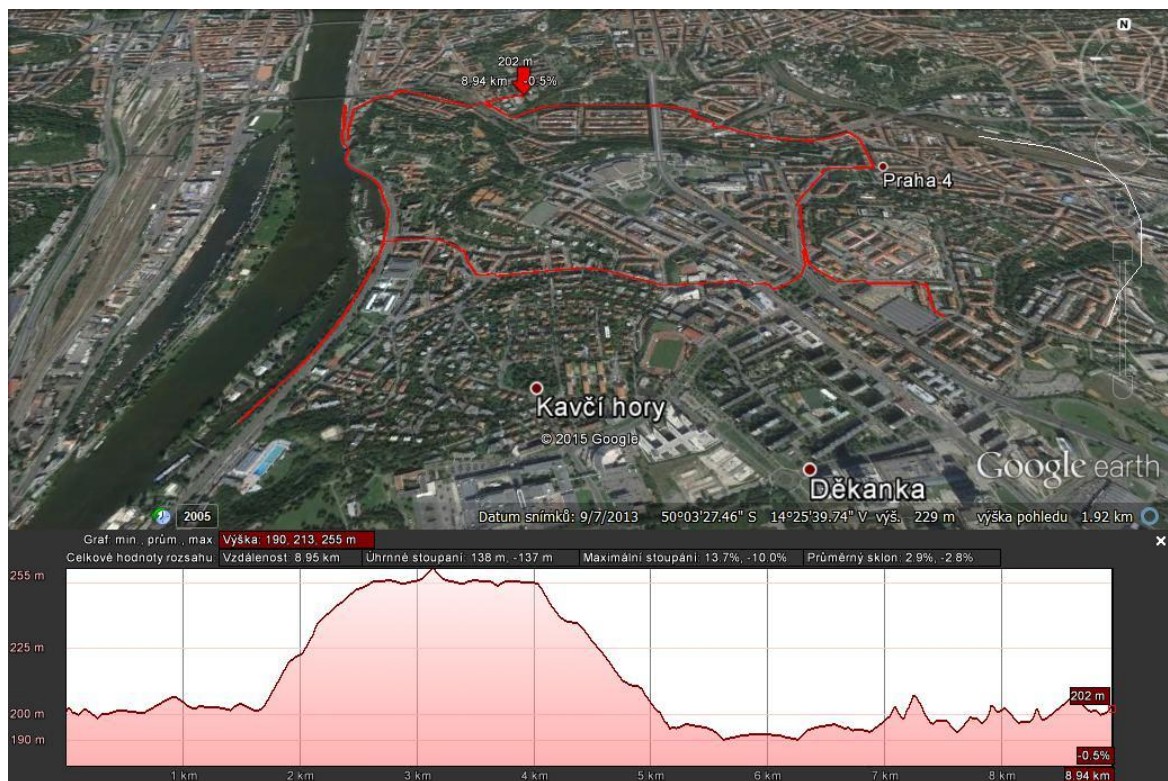 N
202 m
8.94 km -0.5%
Praha 4
Kavčí hory
© 2015 Google
Děkanka
Google earth
2005
Datum snímků: 9/7/2013 50°03'27.46" S 14°25'39.74" V výš. 229 m výška pohledu 1.92 km
Graf: min., prům., max. Výška: 190, 213, 255 m
Celkové hodnoty rozsahu Vzdálenost: 8.95 km Úhrnné stoupání: 138 m, -137 m Maximální stoupání: 13.7%, -10.0% Průměrný sklon: 2.9%, -2.8%
255 m
225 m
200 m
190 m
202 m
-0.5%
1 km 2 km 3 km 4 km 5 km 6 km 7 km 8 km 8.94 km